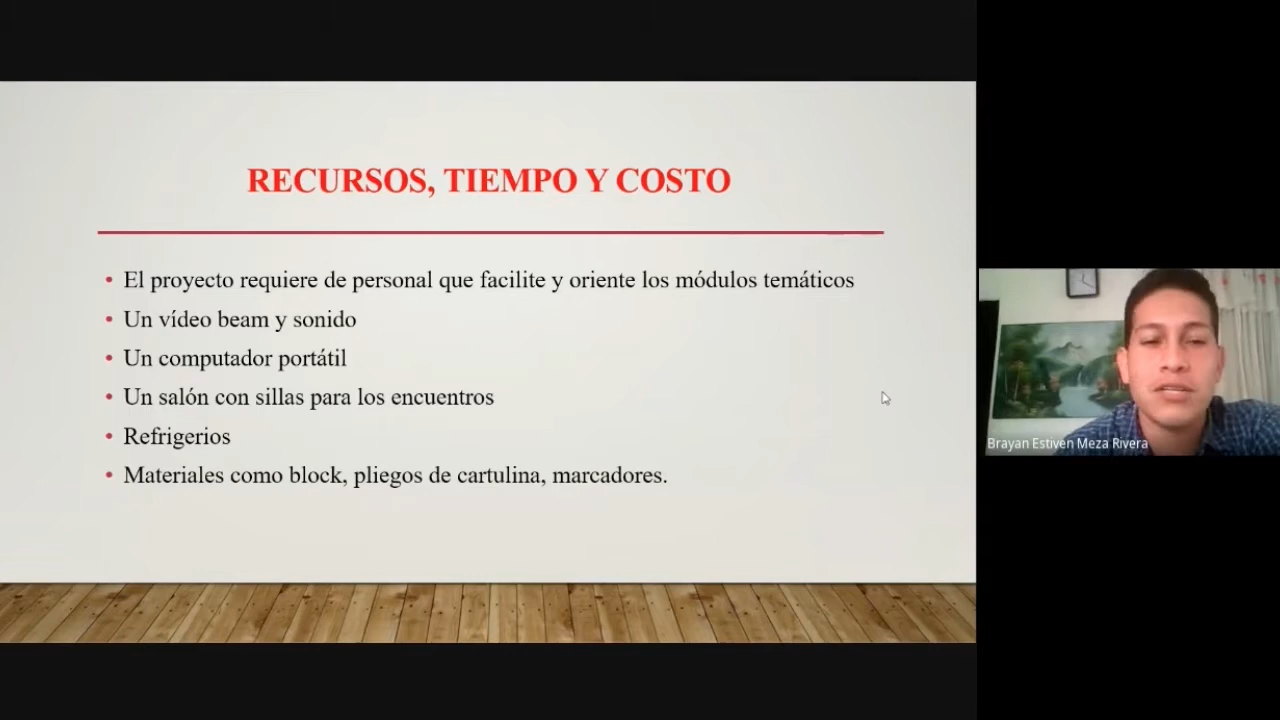 RECURSOS, TIEMPO Y COSTO
• El proyecto requiere de personal que facilite y oriente los módulos temáticos
• Un vídeo beam y sonido
• Un computador portátil
• Un salón con sillas para los encuentros
• Refrigerios
• Materiales como block, pliegos de cartulina, marcadores.
Brayan Estiven Meza Rivera